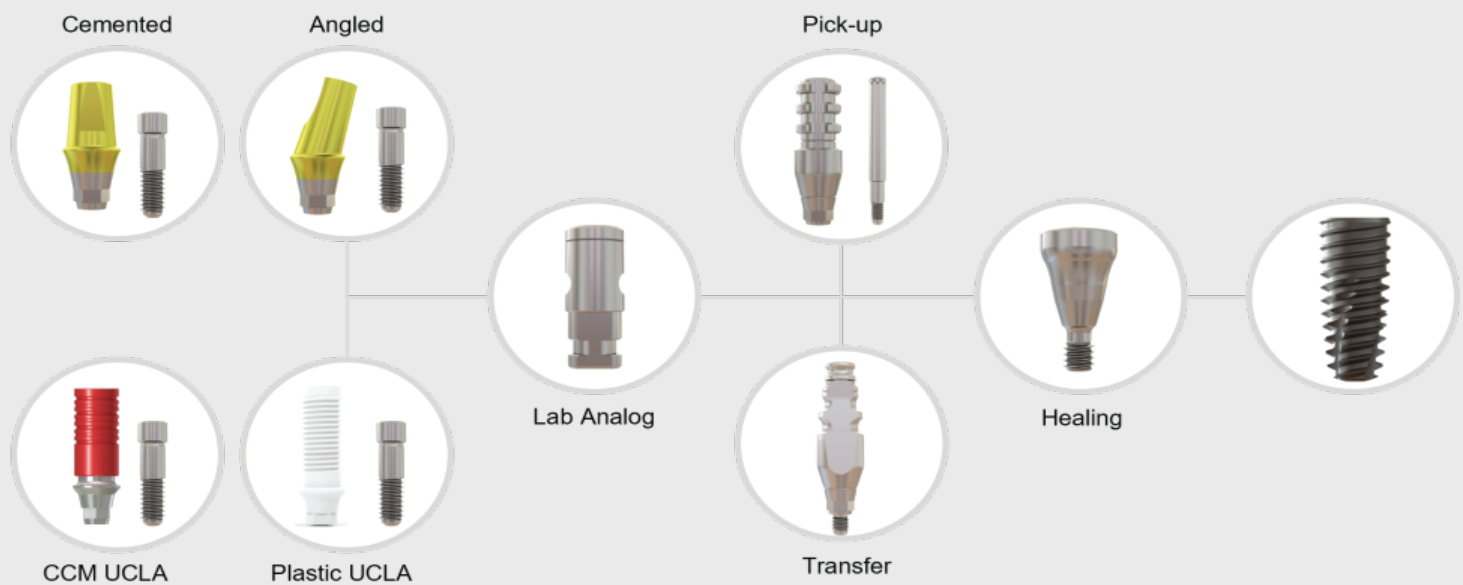 Cemented
Angled
Pick-up
Lab Analog
Healing
CCM UCLA
Plastic UCLA
Transfer